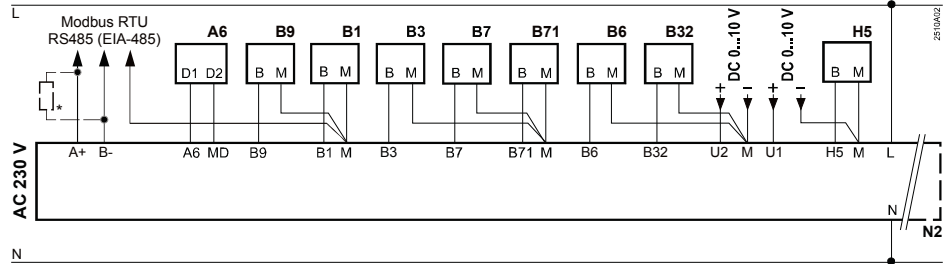 L
Modbus RTU
RS485 (EIA-485)
A6 B9 B1 B3 B7 B71 B6 B32 H5
DC 0...10 V
DC 0...10 V
2510A02
D1 D2 B M B M B M B M B M B M B M B M
*
+ - + -
A+ B- A6 MD B9 B1 M B3 B7 B71 M B6 B32 U2 M U1 H5 M L
AC 230 V
N
N2
N